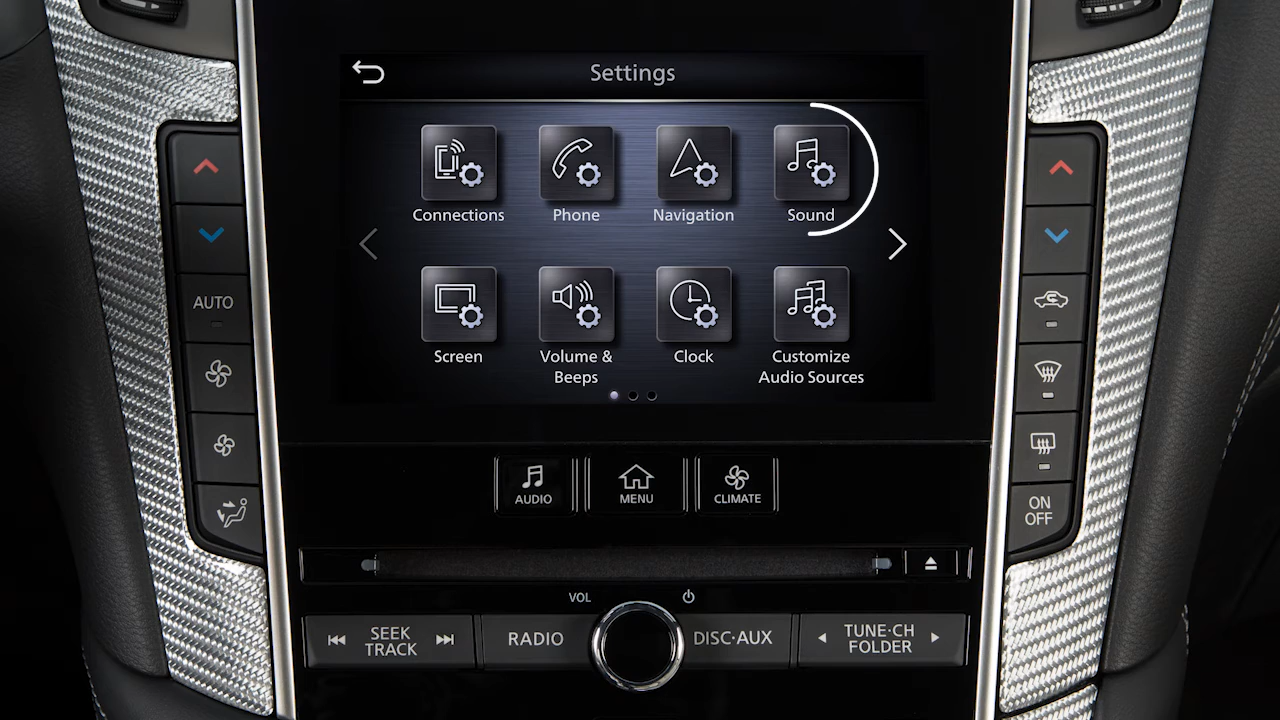 Settings
Connections
Phone
Navigation
Sound
Screen
Volume &
Beeps
Clock
Customize
Audio Sources
AUTO
AUDIO
MENU
CLIMATE
ON
OFF
VOL
SEEK
TRACK
RADIO
DISC·AUX
TUNE·CH
FOLDER